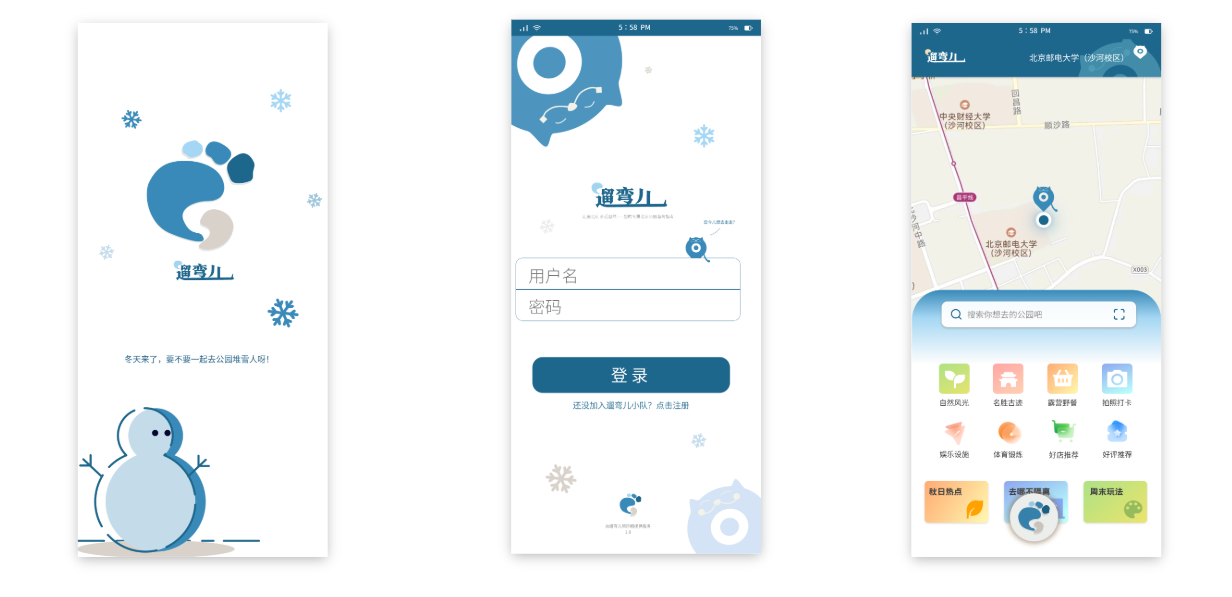 遛弯儿
冬天来了，要不要一起去公园堆雪人呀！
5：58 PM
75%
遛弯儿
用户名
密码
登录
还没加入遛弯儿小队？点击注册
1.0
5：58 PM
75%
遛弯儿
北京邮电大学（沙河校区）
回昌路
中央财经大学
（沙河校区）
顺沙路
昌平线
北京邮电大学
（沙河校区）
X003
搜索你想去的公园吧
自然风光
名胜古迹
露营野餐
拍照打卡
娱乐设施
体育锻炼
好店推荐
好评推荐
秋日热点
去哪不隔离
周末玩法